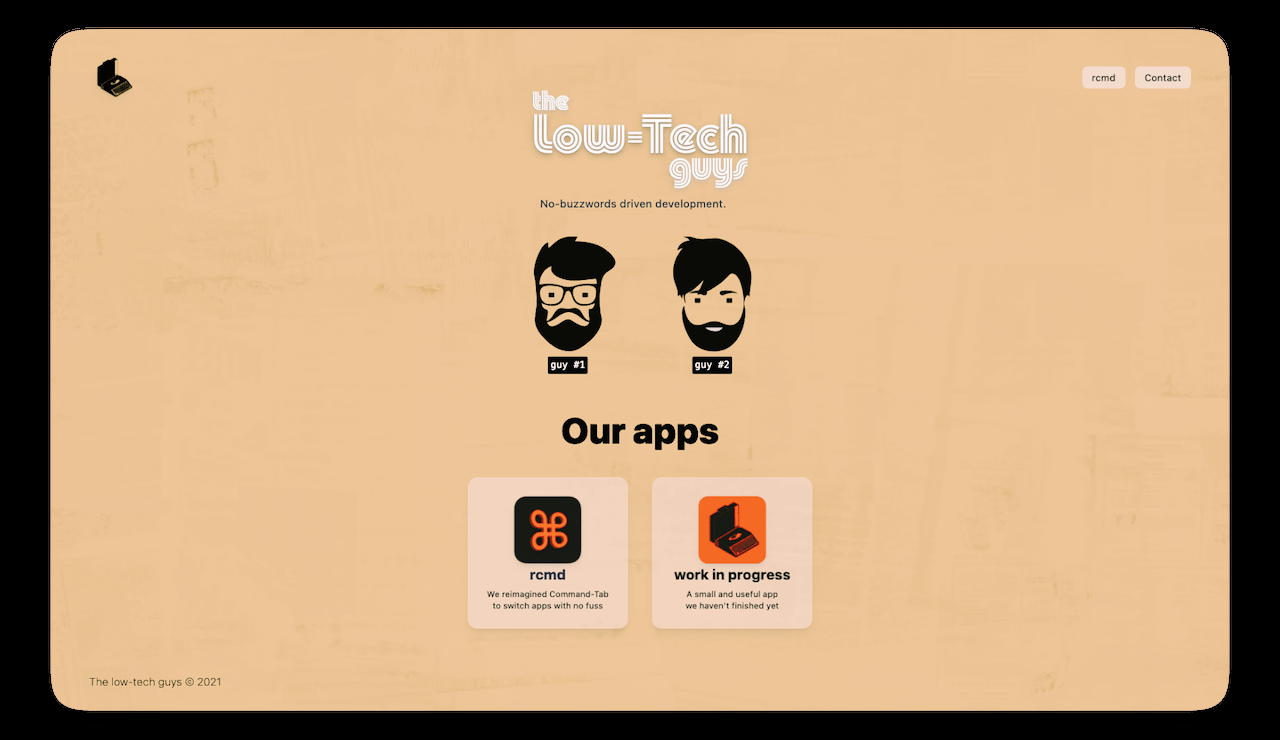 rcmd
Contact
the
Low-Tech
guys
No-buzzwords driven development.
guy #1
guy #2
Our apps
rcmd
We reimagined Command-Tab
to switch apps with no fuss
work in progress
A small and useful app
we haven't finished yet
The low-tech guys © 2021